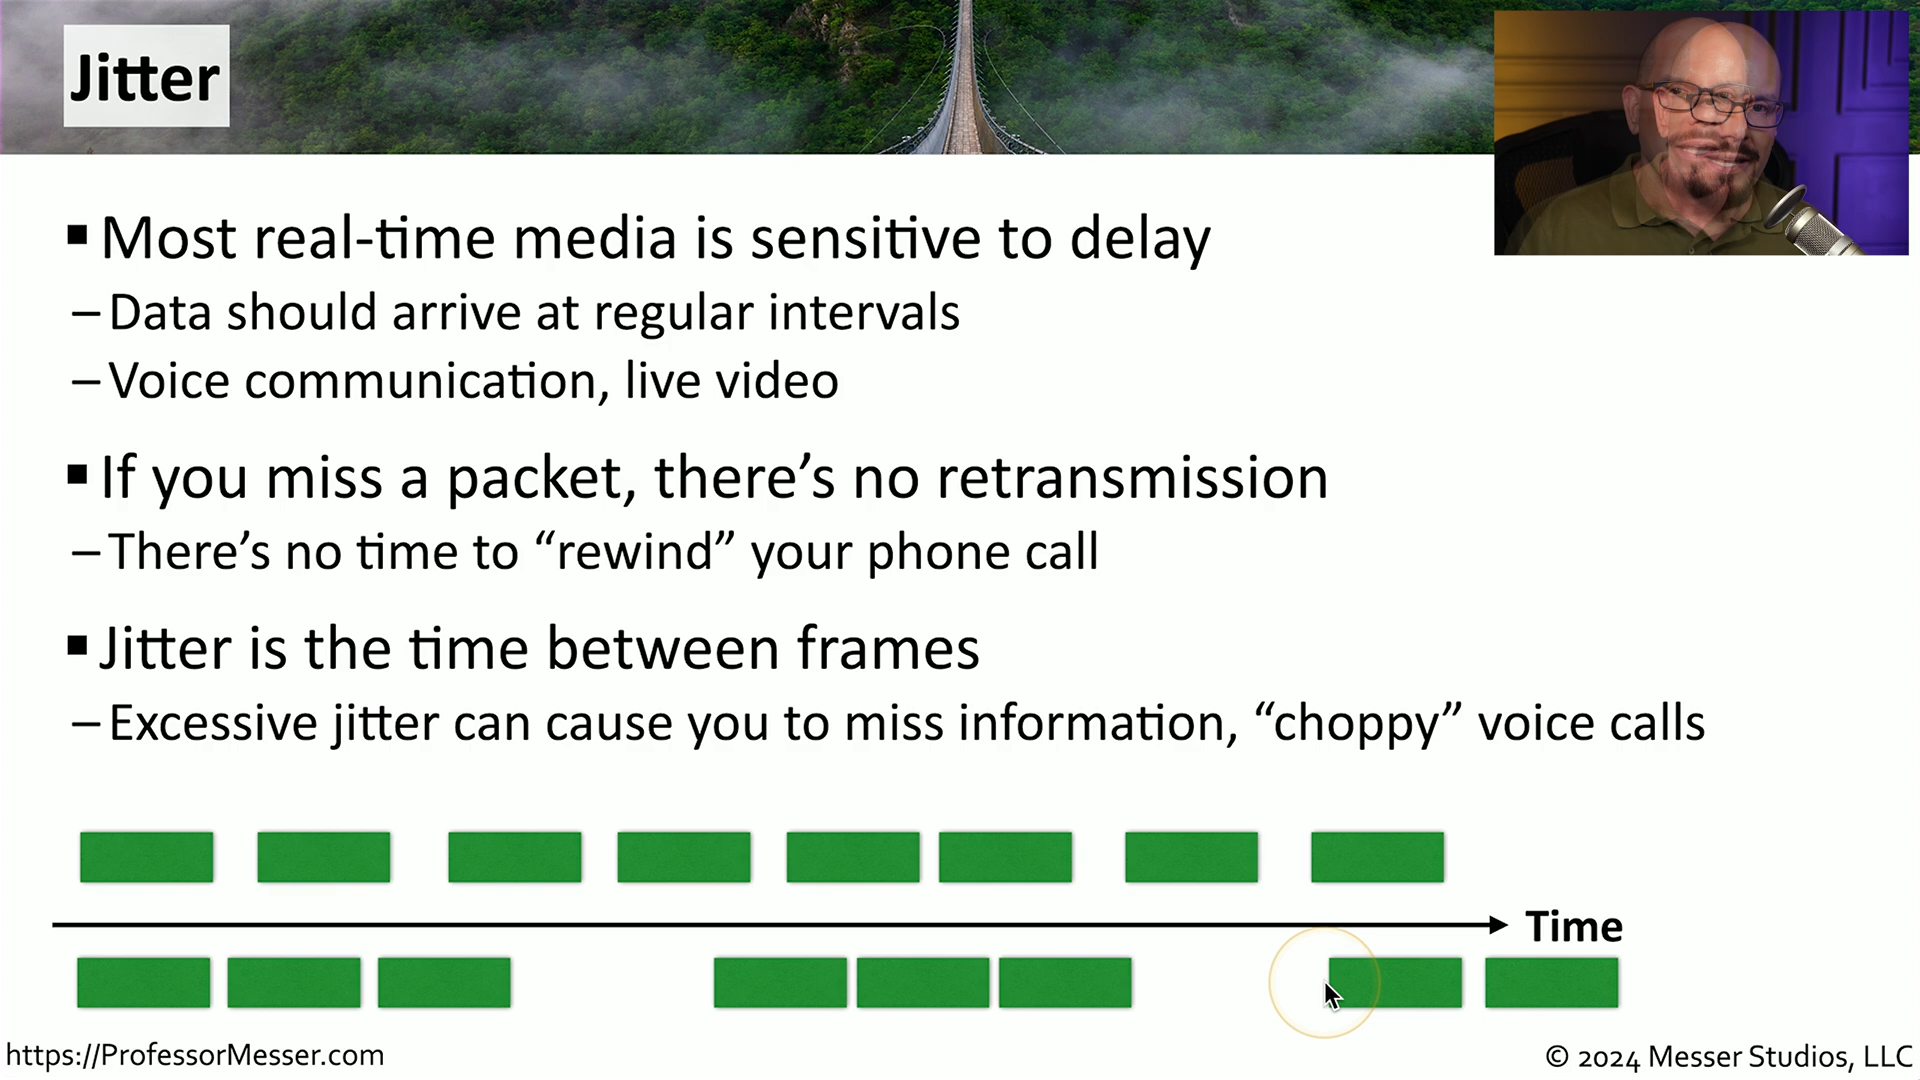 Jitter
▪ Most real-time media is sensitive to delay
– Data should arrive at regular intervals
– Voice communication, live video
▪ If you miss a packet, there’s no retransmission
– There’s no time to “rewind” your phone call
▪ Jitter is the time between frames
– Excessive jitter can cause you to miss information, “choppy” voice calls
Time
https://ProfessorMesser.com
© 2024 Messer Studios, LLC